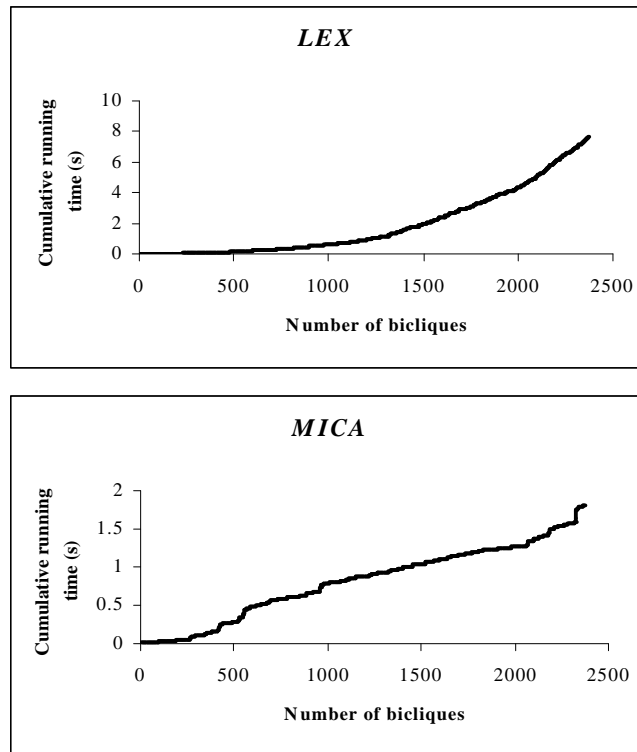 LEX
10
8
6
4
2
0
Cumulative running
time (s)
0 500 1000 1500 2000 2500
Number of bicliques
MICA
2
1.5
1
0.5
0
Cumulative running
time (s)
0 500 1000 1500 2000 2500
Number of bicliques